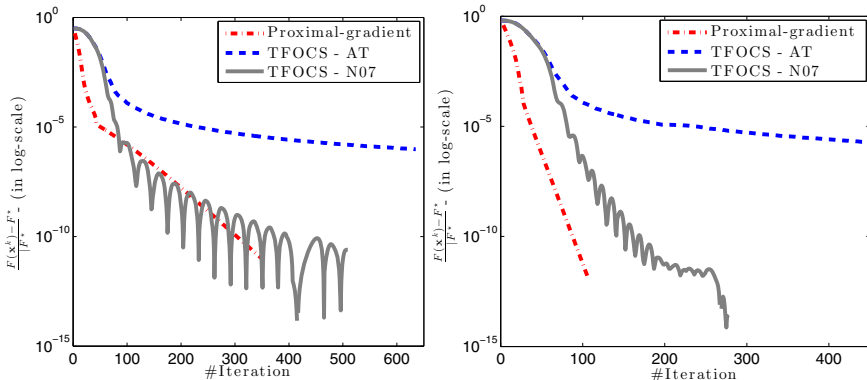 10^0
10^−5
10^−10
10^−15
F(x^k)−F* / |F* - (in log-scale)
0 100 200 300 400 500 600
#Iteration
Proximal-gradient
TFOCS - AT
TFOCS - N07
10^0
10^−5
10^−10
10^−15
F(x^k)−F* / |F* - (in log-scale)
0 100 200 300 400
#Iteration
Proximal-gradient
TFOCS - AT
TFOCS - N07